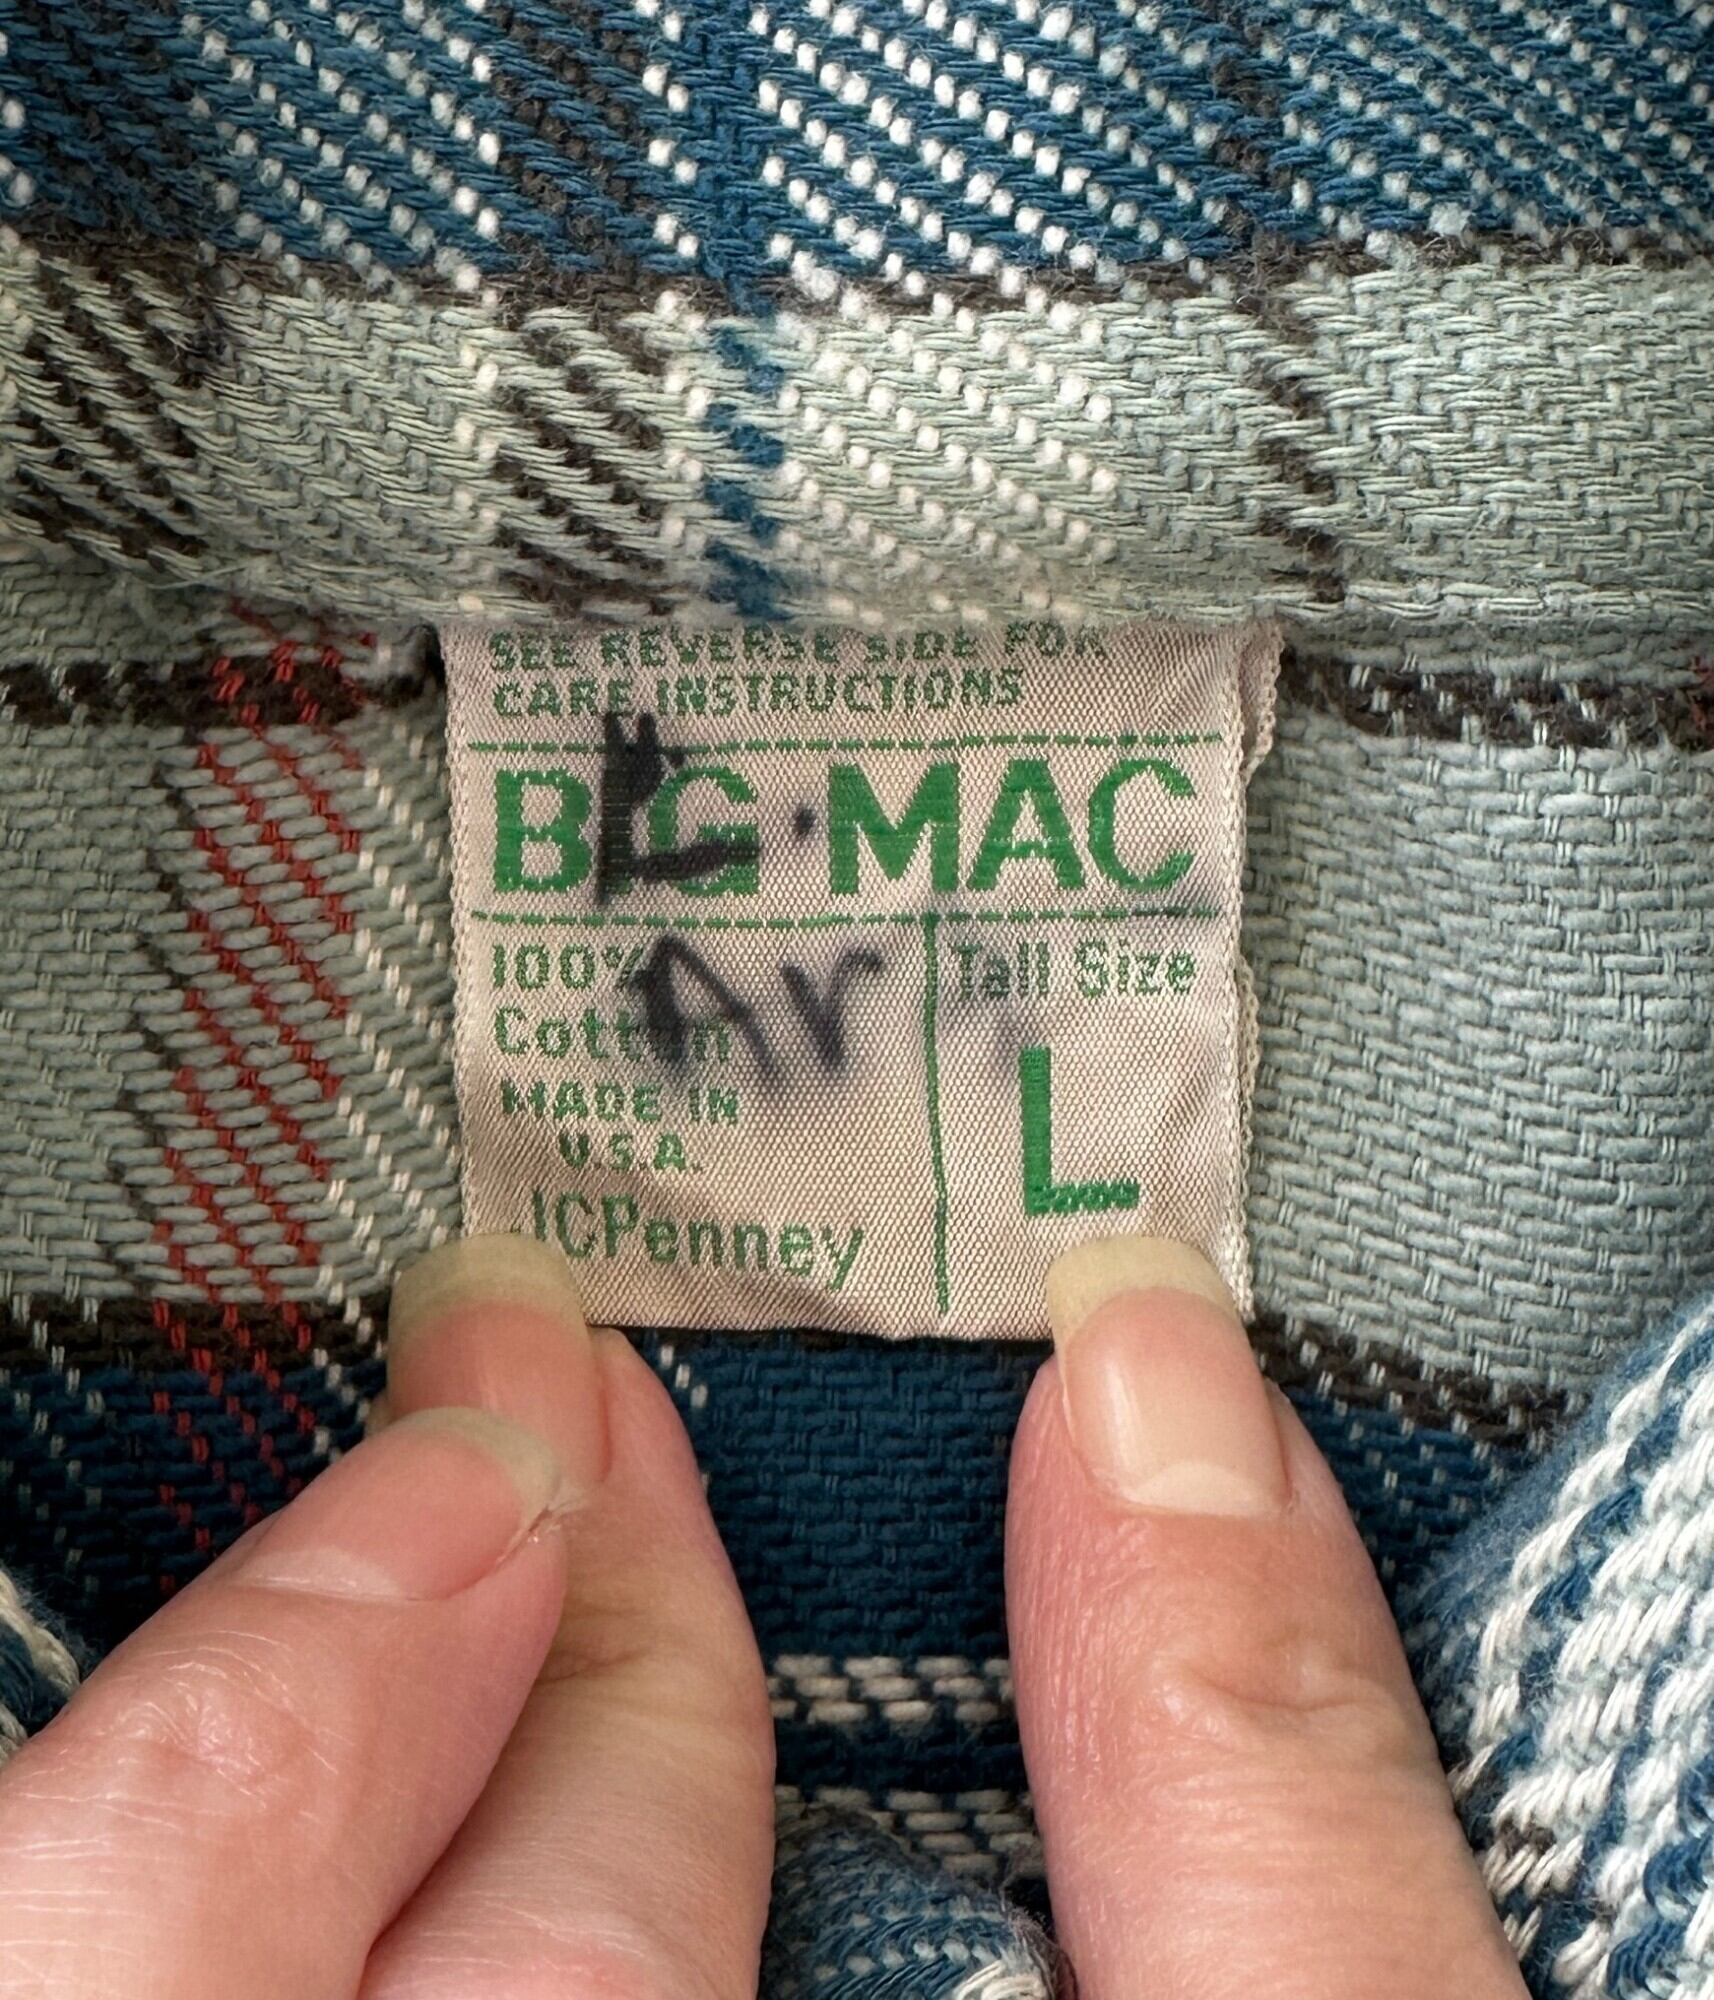 SEE REVERSE SIDE FOR
CARE INSTRUCTIONS
BIG·MAC
100%
Cotton
MADE IN
U.S.A.
JCPenney
Tall Size
L